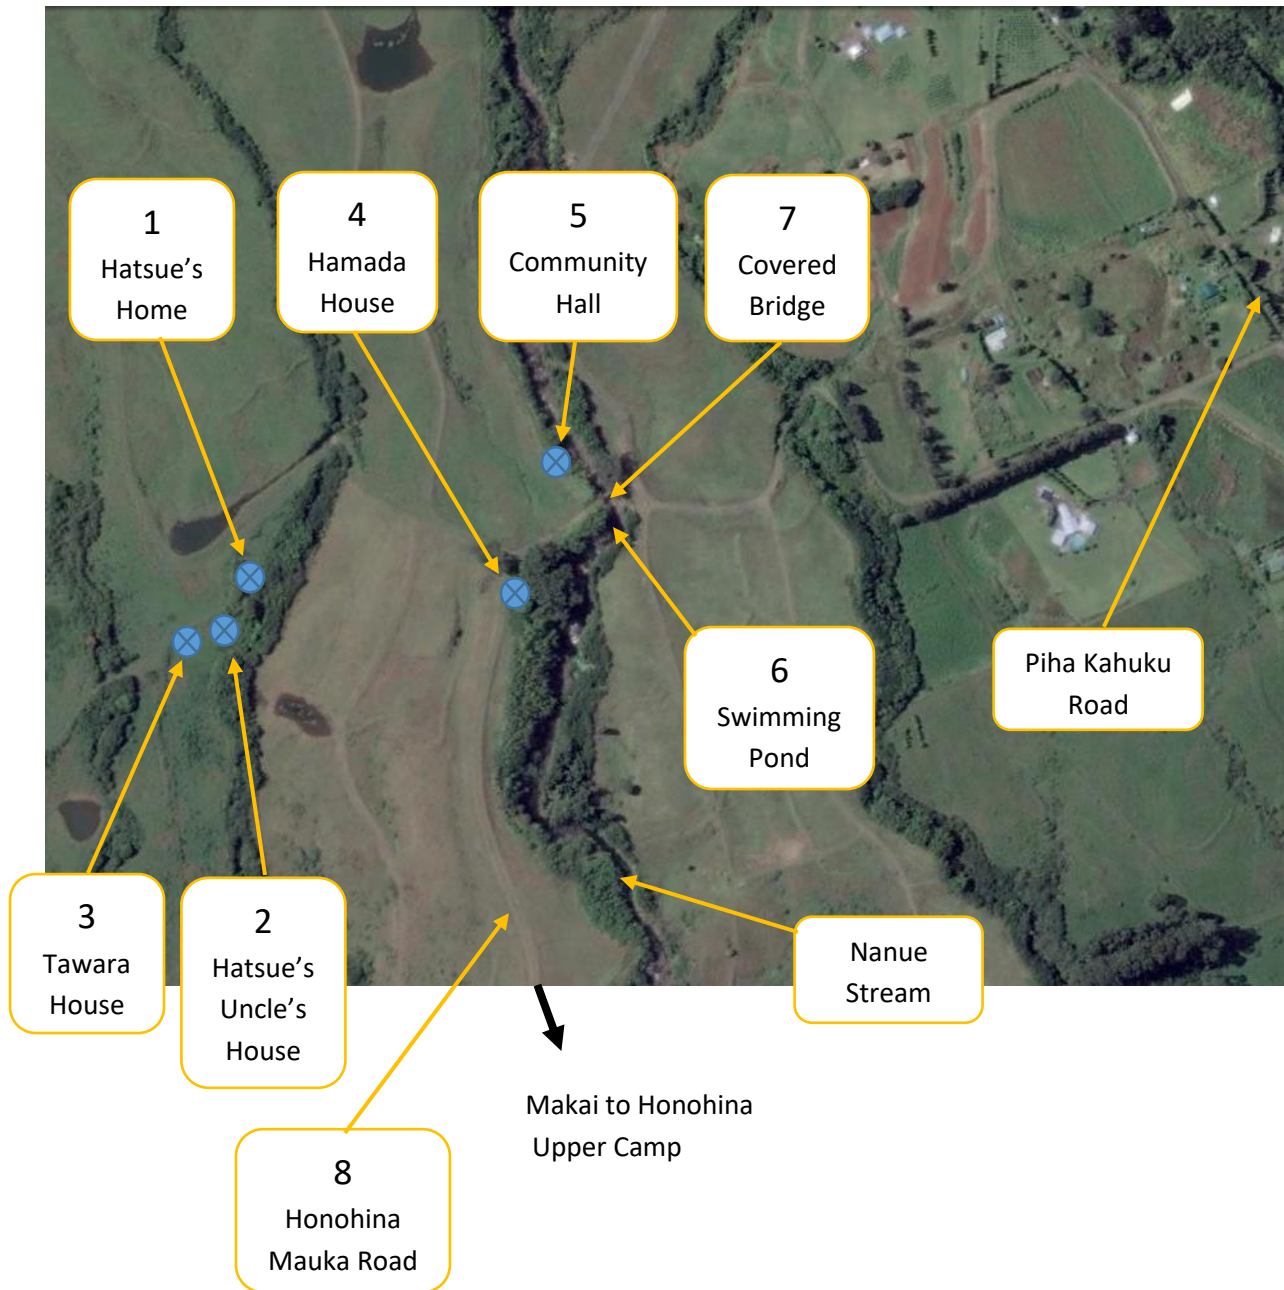 1
Hatsue’s
Home
4
Hamada
House
5
Community
Hall
7
Covered
Bridge
6
Swimming
Pond
Piha Kahuku
Road
3
Tawara
House
2
Hatsue’s
Uncle’s
House
Nanue
Stream
Makai to Honohina
Upper Camp
8
Honohina
Mauka Road